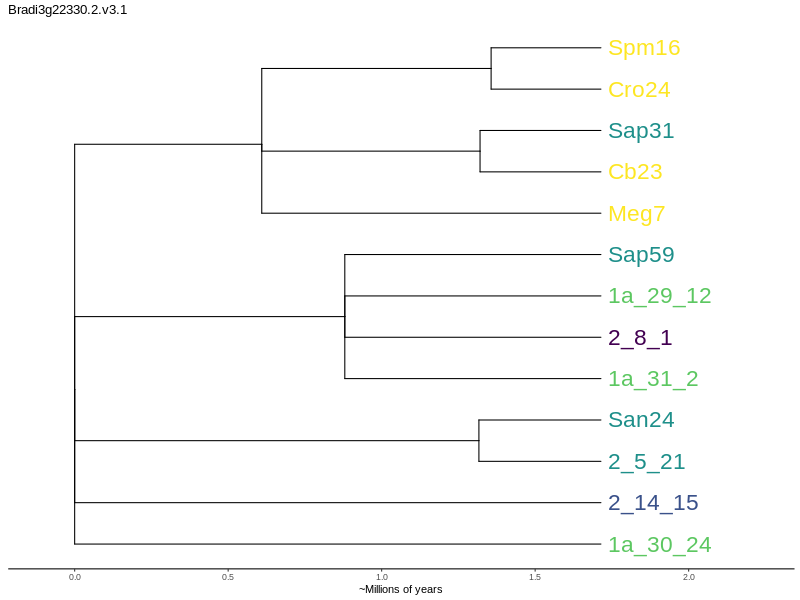 Bradi3g22330.2.v3.1
Spm16
Cro24
Sap31
Cb23
Meg7
Sap59
1a_29_12
2_8_1
1a_31_2
San24
2_5_21
2_14_15
1a_30_24
0.0 0.5 1.0 1.5 2.0
~Millions of years